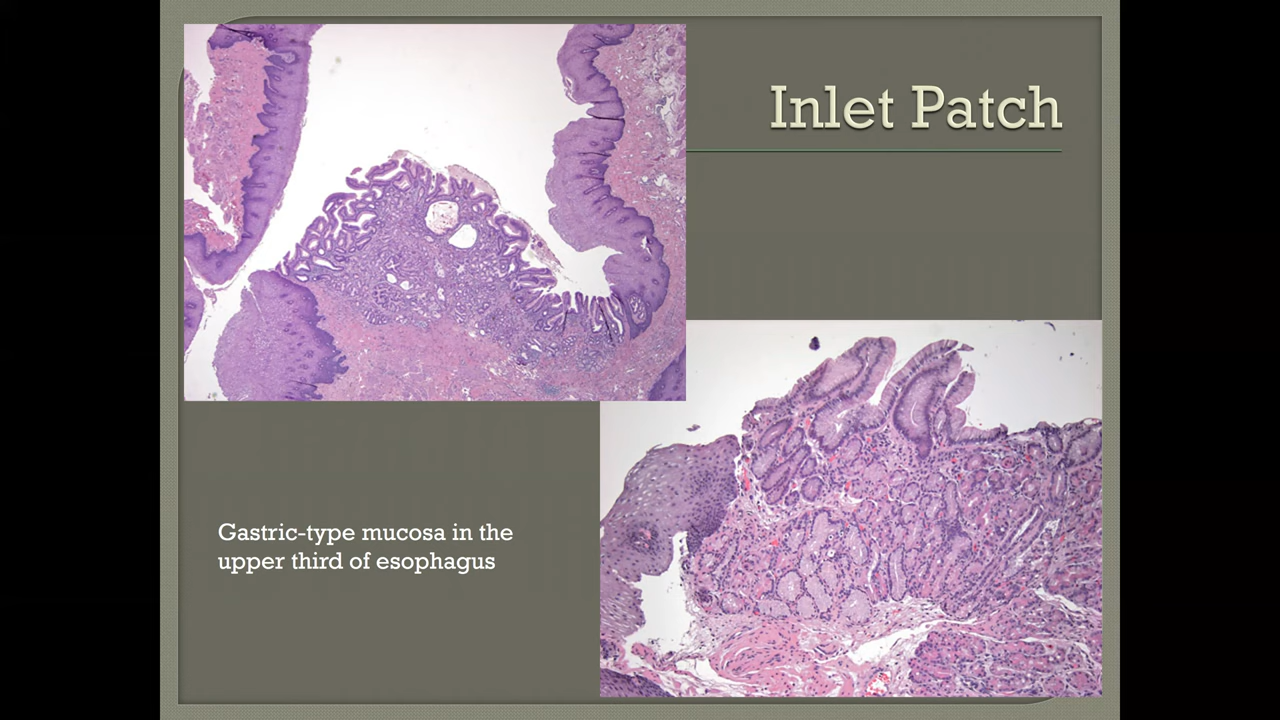 Inlet Patch
Gastric-type mucosa in the
upper third of esophagus